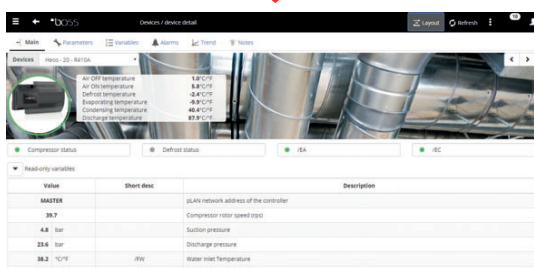 boss Devices / device detail Layout Refresh 10
Main Parameters Variables Alarms Trend Notes
Devices Heos - 20 - R410A
Air OFF temperature 1.0°C/°F
Air ON temperature 5.8°C/°F
Defrost temperature -2.4°C/°F
Evaporating temperature -9.9°C/°F
Condensing temperature 40.4°C/°F
Discharge temperature 87.9°C/°F
Compressor status Defrost status /EA /EC
Read-only variables
Value Short desc Description
MASTER pLAN network address of the controller
39.7 Compressor rotor speed (rps)
4.8 bar Suction pressure
23.6 bar Discharge pressure
38.2 °C/°F /FW Water Inlet Temperature